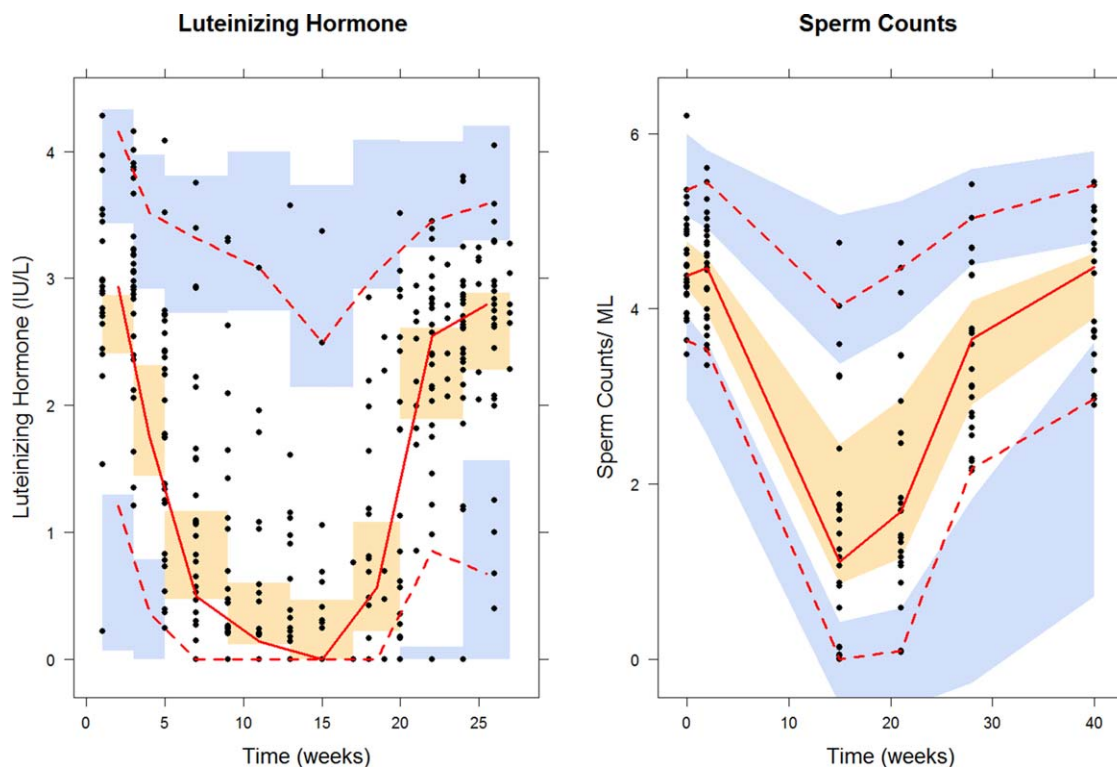 Luteinizing Hormone
Luteinizing Hormone (IU/L)
4
3
2
1
0
0 5 10 15 20 25
Time (weeks)
Sperm Counts
Sperm Counts/ ML
6
4
2
0
0 10 20 30 40
Time (weeks)